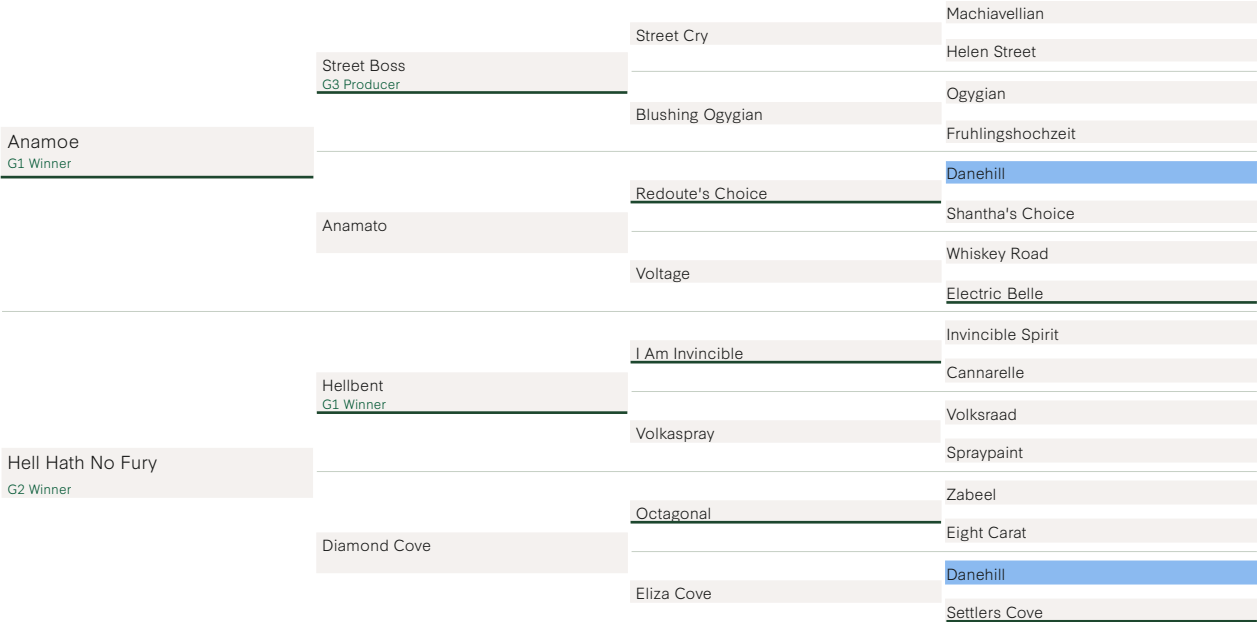 Anamoe
G1 Winner
Hell Hath No Fury
G2 Winner
Street Boss
G3 Producer
Anamato
Hellbent
G1 Winner
Diamond Cove
Street Cry
Blushing Ogygian
Redoute's Choice
Voltage
I Am Invincible
Volkaspray
Octagonal
Eliza Cove
Machiavellian
Helen Street
Ogygian
Fruhlingshochzeit
Danehill
Shantha's Choice
Whiskey Road
Electric Belle
Invincible Spirit
Cannarelle
Volksraad
Spraypaint
Zabeel
Eight Carat
Danehill
Settlers Cove